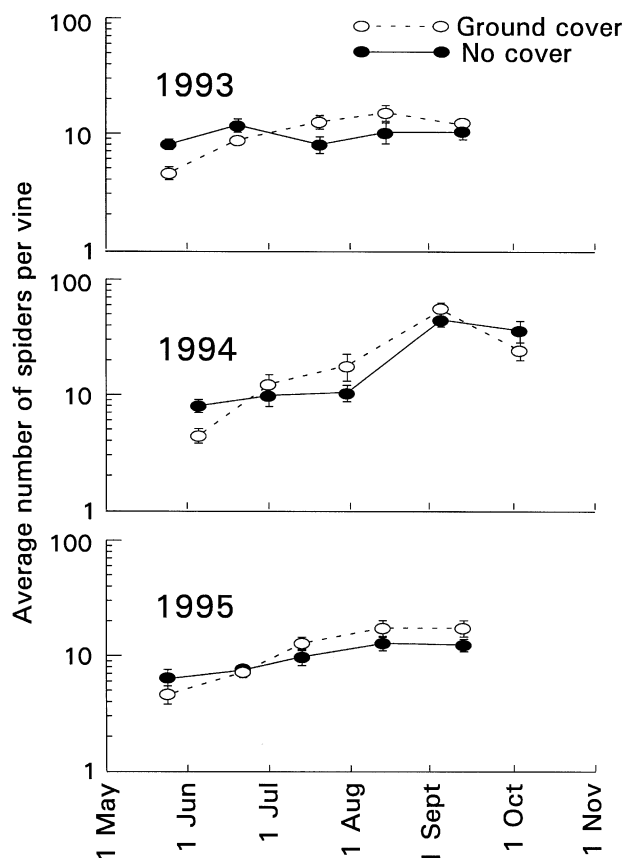 100
Ground cover
No cover
1993
10
1
Average number of spiders per vine
100
1994
10
1
100
1995
10
1
1 May
1 Jun
1 Jul
1 Aug
1 Sept
1 Oct
1 Nov